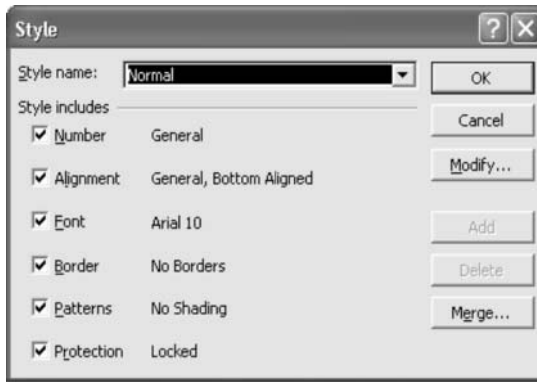 Style
Style name: Normal
OK
Style includes
Cancel
Number General
Modify...
Alignment General, Bottom Aligned
Font Arial 10
Add
Border No Borders
Delete
Patterns No Shading
Merge...
Protection Locked